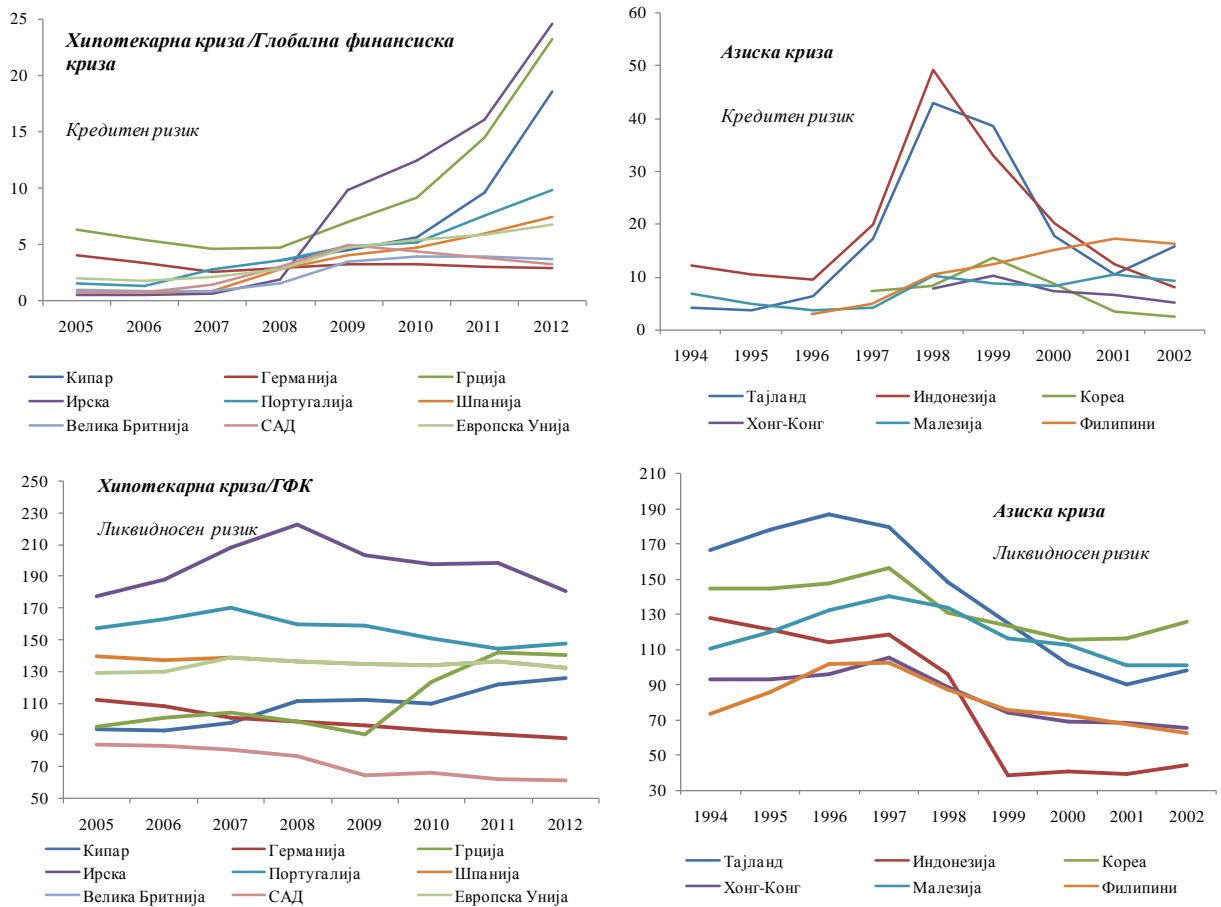 25
20
15
10
5
0
Хипотекарна криза /Глобална финансиска
криза
Кредитен ризик
2005 2006 2007 2008 2009 2010 2011 2012
Кипар Германија Грција
Ирска Португалија Шпанија
Велика Бритнија САД Европска Унија
60
50
40
30
20
10
0
Азиска криза
Кредитен ризик
1994 1995 1996 1997 1998 1999 2000 2001 2002
Тајланд Индонезија Кореа
Хонг-Конг Малезија Филипини
250
230
210
190
170
150
130
110
90
70
50
Хипотекарна криза/ГФК
Ликвидносен ризик
2005 2006 2007 2008 2009 2010 2011 2012
Кипар Германија Грција
Ирска Португалија Шпанија
Велика Бритнија САД Европска Унија
210
190
170
150
130
110
90
70
50
30
Азиска криза
Ликвидносен ризик
1994 1995 1996 1997 1998 1999 2000 2001 2002
Тајланд Индонезија Кореа
Хонг-Конг Малезија Филипини